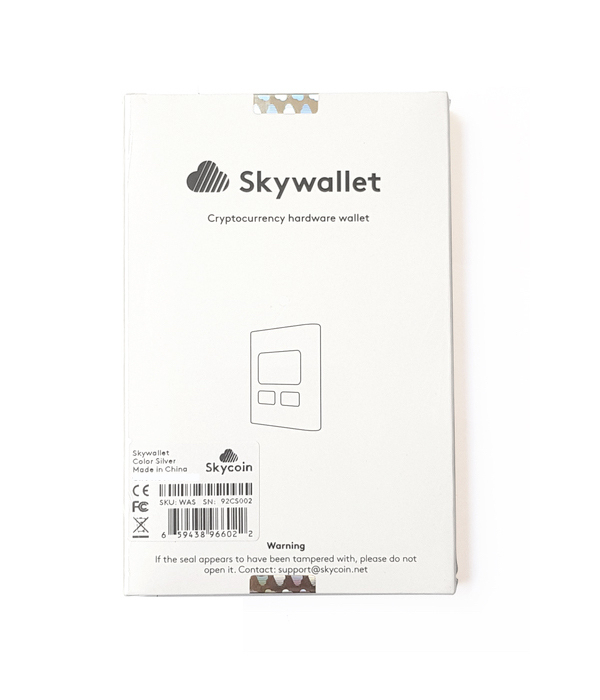 Skywallet
Cryptocurrency hardware wallet
Skywallet
Color Silver
Made in China
Skycoin
CE
FC
SKU: WAS SN: 92CS002
6 59438 96602 2
Warning
If the seal appears to have been tampered with, please do not
open it. Contact: support@skycoin.net